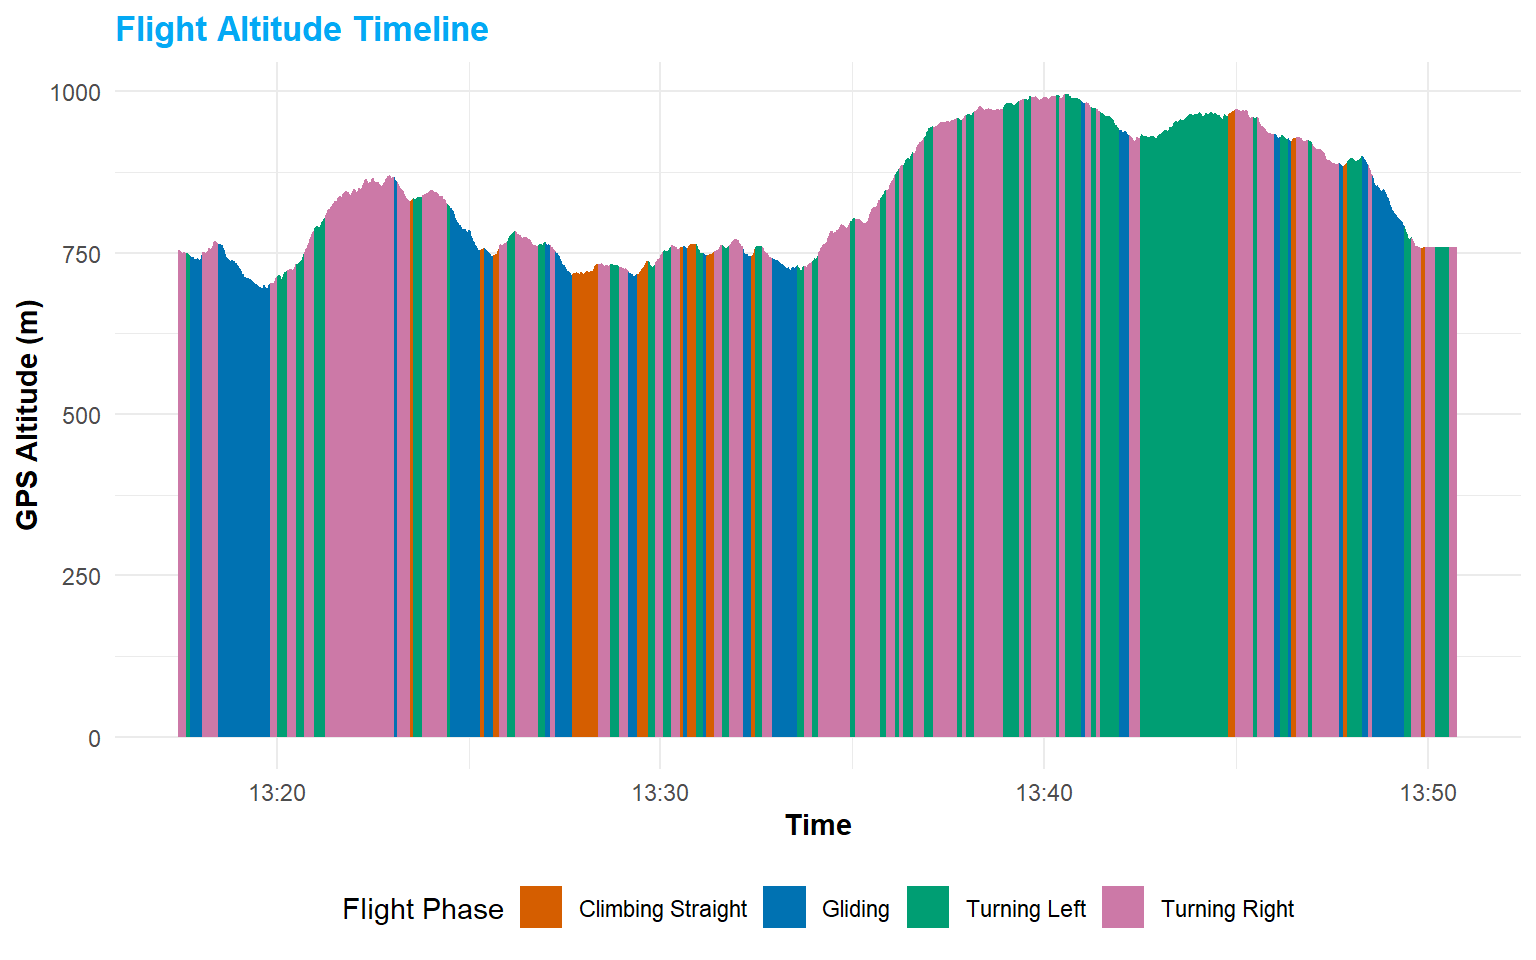 Flight Altitude Timeline
GPS Altitude (m)
1000
750
500
250
0
13:20 13:30 13:40 13:50
Time
Flight Phase Climbing Straight Gliding Turning Left Turning Right